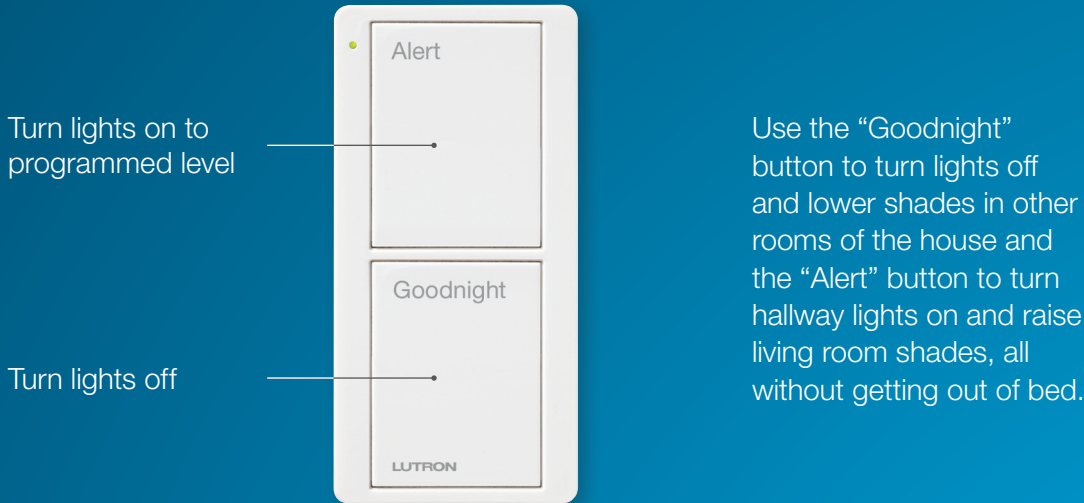 Alert
Turn lights on to
programmed level
Goodnight
Turn lights off
LUTRON
Use the “Goodnight”
button to turn lights off
and lower shades in other
rooms of the house and
the “Alert” button to turn
hallway lights on and raise
living room shades, all
without getting out of bed.